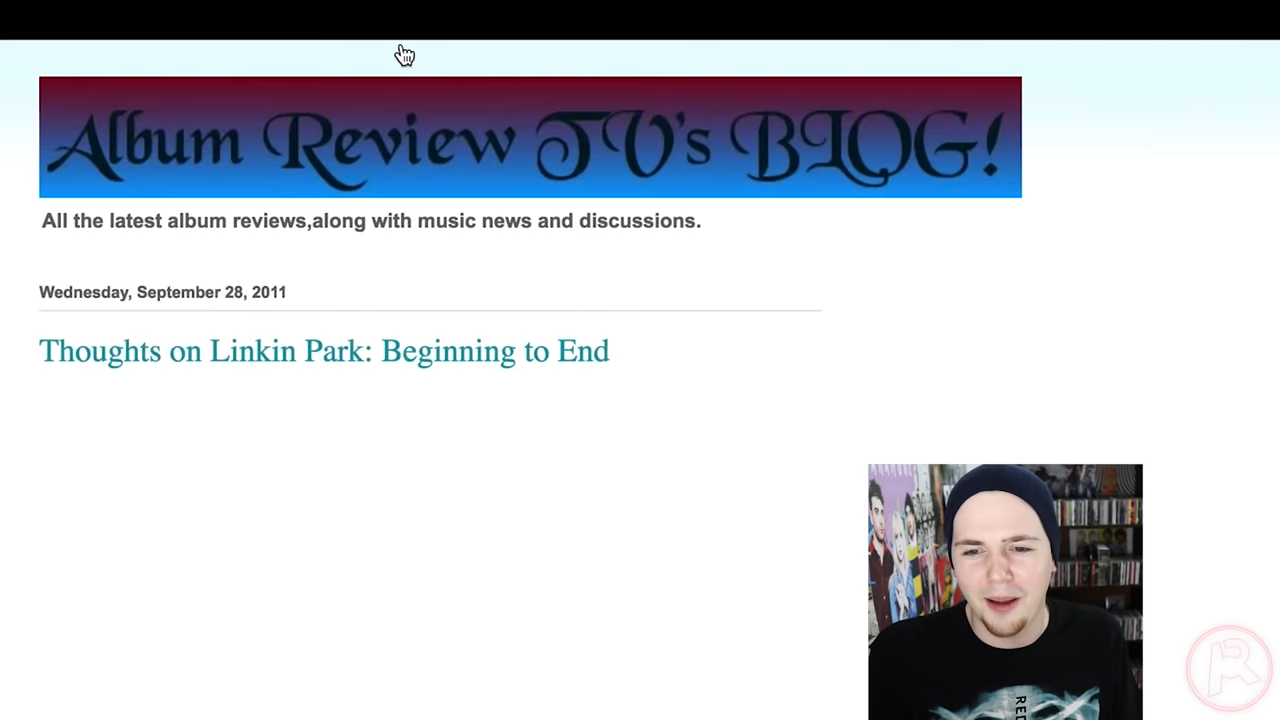 Album Review TV's BLOG!
All the latest album reviews,along with music news and discussions.
Wednesday, September 28, 2011
Thoughts on Linkin Park: Beginning to End
RED